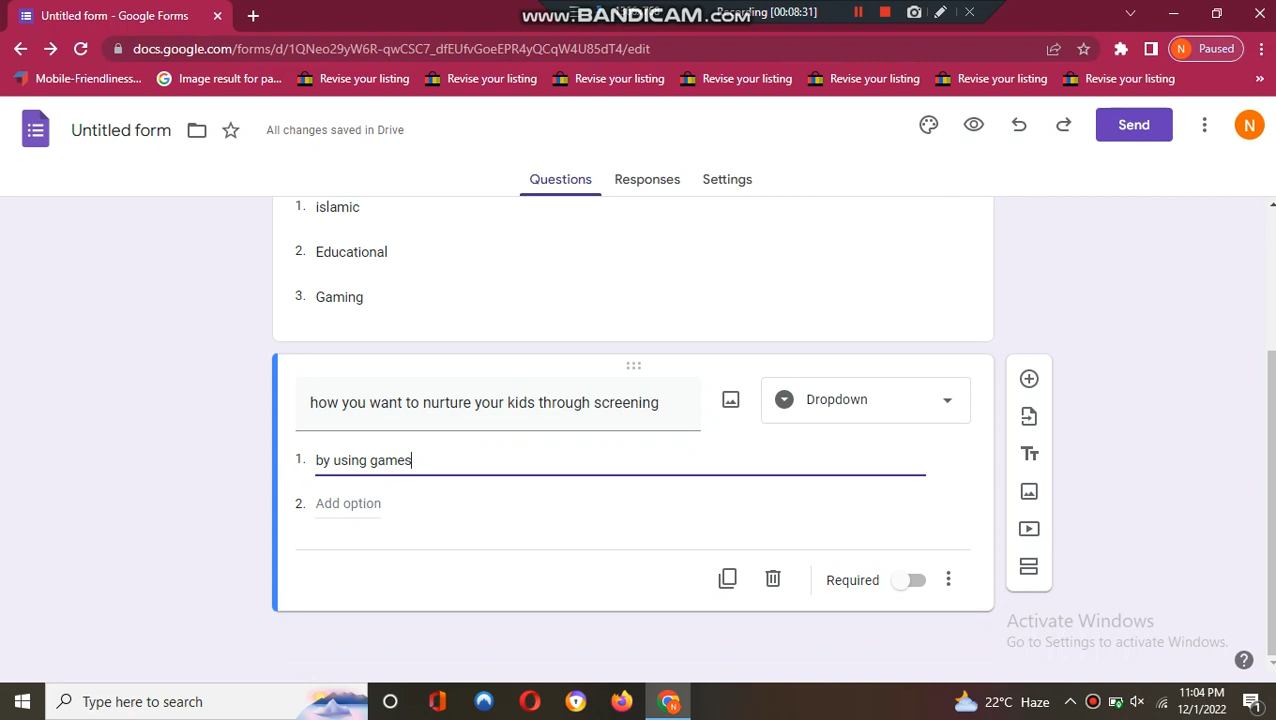 Untitled form - Google Forms
www.BANDICAM.com
Recording [00:08:31]
docs.google.com/forms/d/1QNeo29yW6R-qwCSC7_dfEUfvGoeEPR4yQCqW4U85dT4/edit
N Paused
Mobile-Friendliness...
Image result for pa...
Revise your listing
Revise your listing
Revise your listing
Revise your listing
Revise your listing
Revise your listing
Revise your listing
»
Untitled form
All changes saved in Drive
Send
N
Questions
Responses
Settings
1. islamic
2. Educational
3. Gaming
how you want to nurture your kids through screening
Dropdown
1. by using games
2. Add option
Required
Activate Windows
Go to Settings to activate Windows.
Type here to search
22°C Haze
11:04 PM
12/1/2022
1